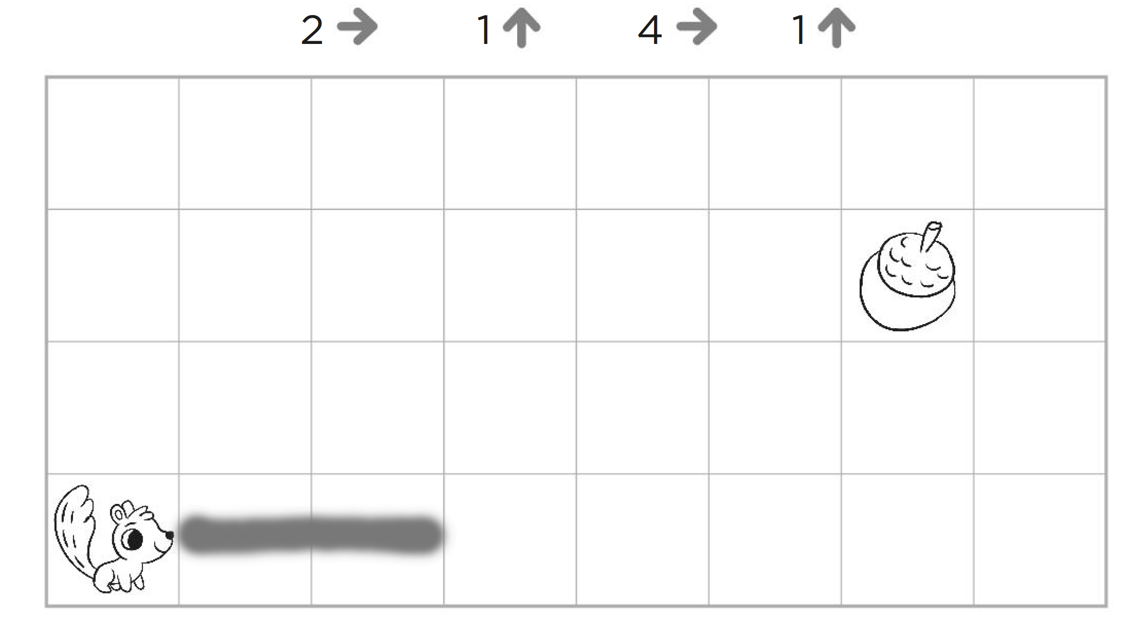 2 → 1 ↑ 4 → 1 ↑